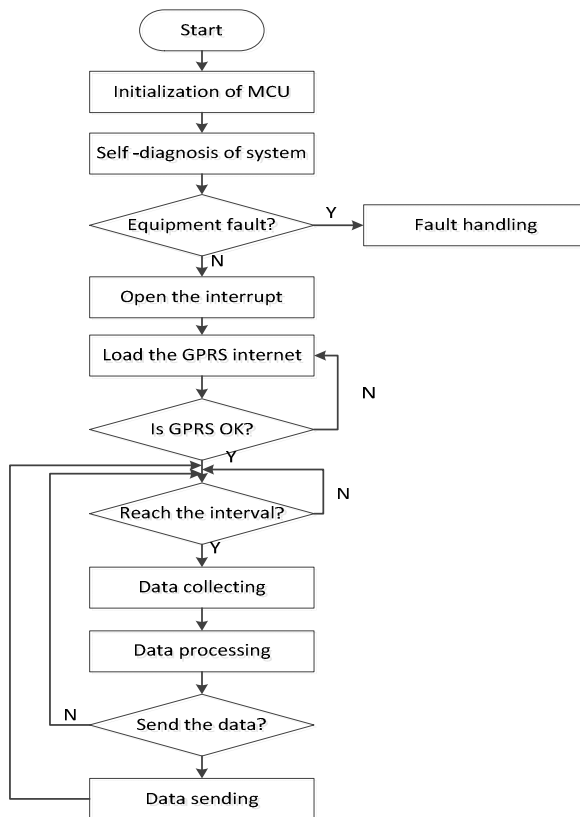 Start
Initialization of MCU
Self -diagnosis of system
Equipment fault?
Y
Fault handling
N
Open the interrupt
Load the GPRS internet
N
Is GPRS OK?
Y
N
Reach the interval?
Y
Data collecting
Data processing
N
Send the data?
Data sending